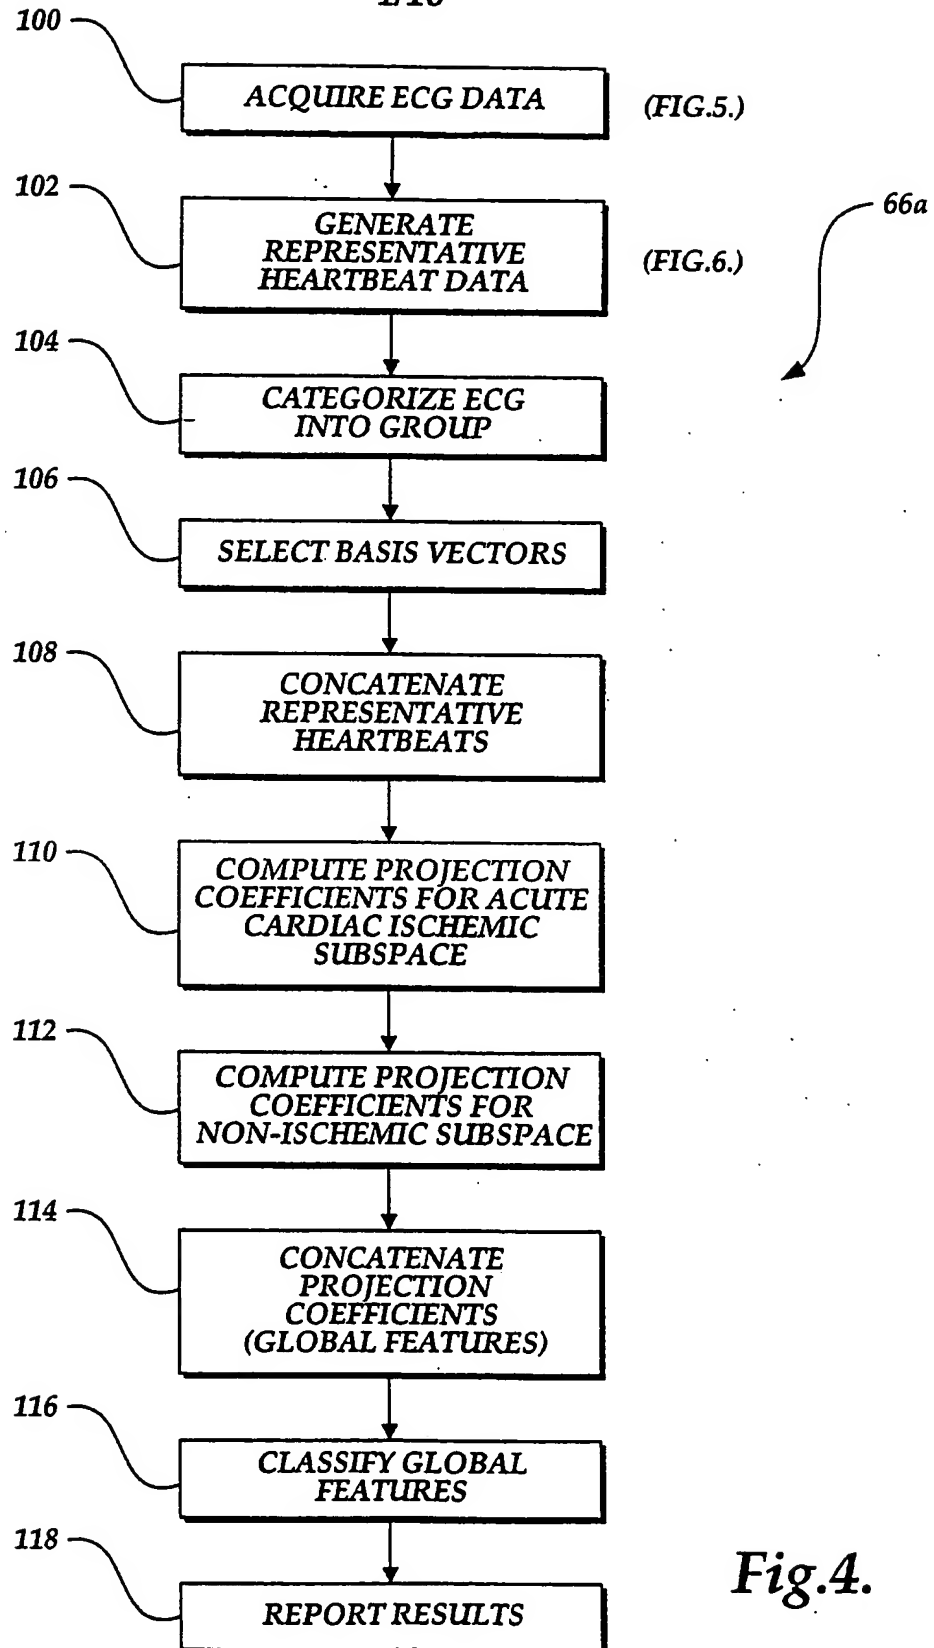 100
ACQUIRE ECG DATA
(FIG.5.)
102
GENERATE
REPRESENTATIVE
HEARTBEAT DATA
(FIG.6.)
66a
104
CATEGORIZE ECG
INTO GROUP
106
SELECT BASIS VECTORS
108
CONCATENATE
REPRESENTATIVE
HEARTBEATS
110
COMPUTE PROJECTION
COEFFICIENTS FOR ACUTE
CARDIAC ISCHEMIC
SUBSPACE
112
COMPUTE PROJECTION
COEFFICIENTS FOR
NON-ISCHEMIC SUBSPACE
114
CONCATENATE
PROJECTION
COEFFICIENTS
(GLOBAL FEATURES)
116
CLASSIFY GLOBAL
FEATURES
118
REPORT RESULTS
Fig.4.